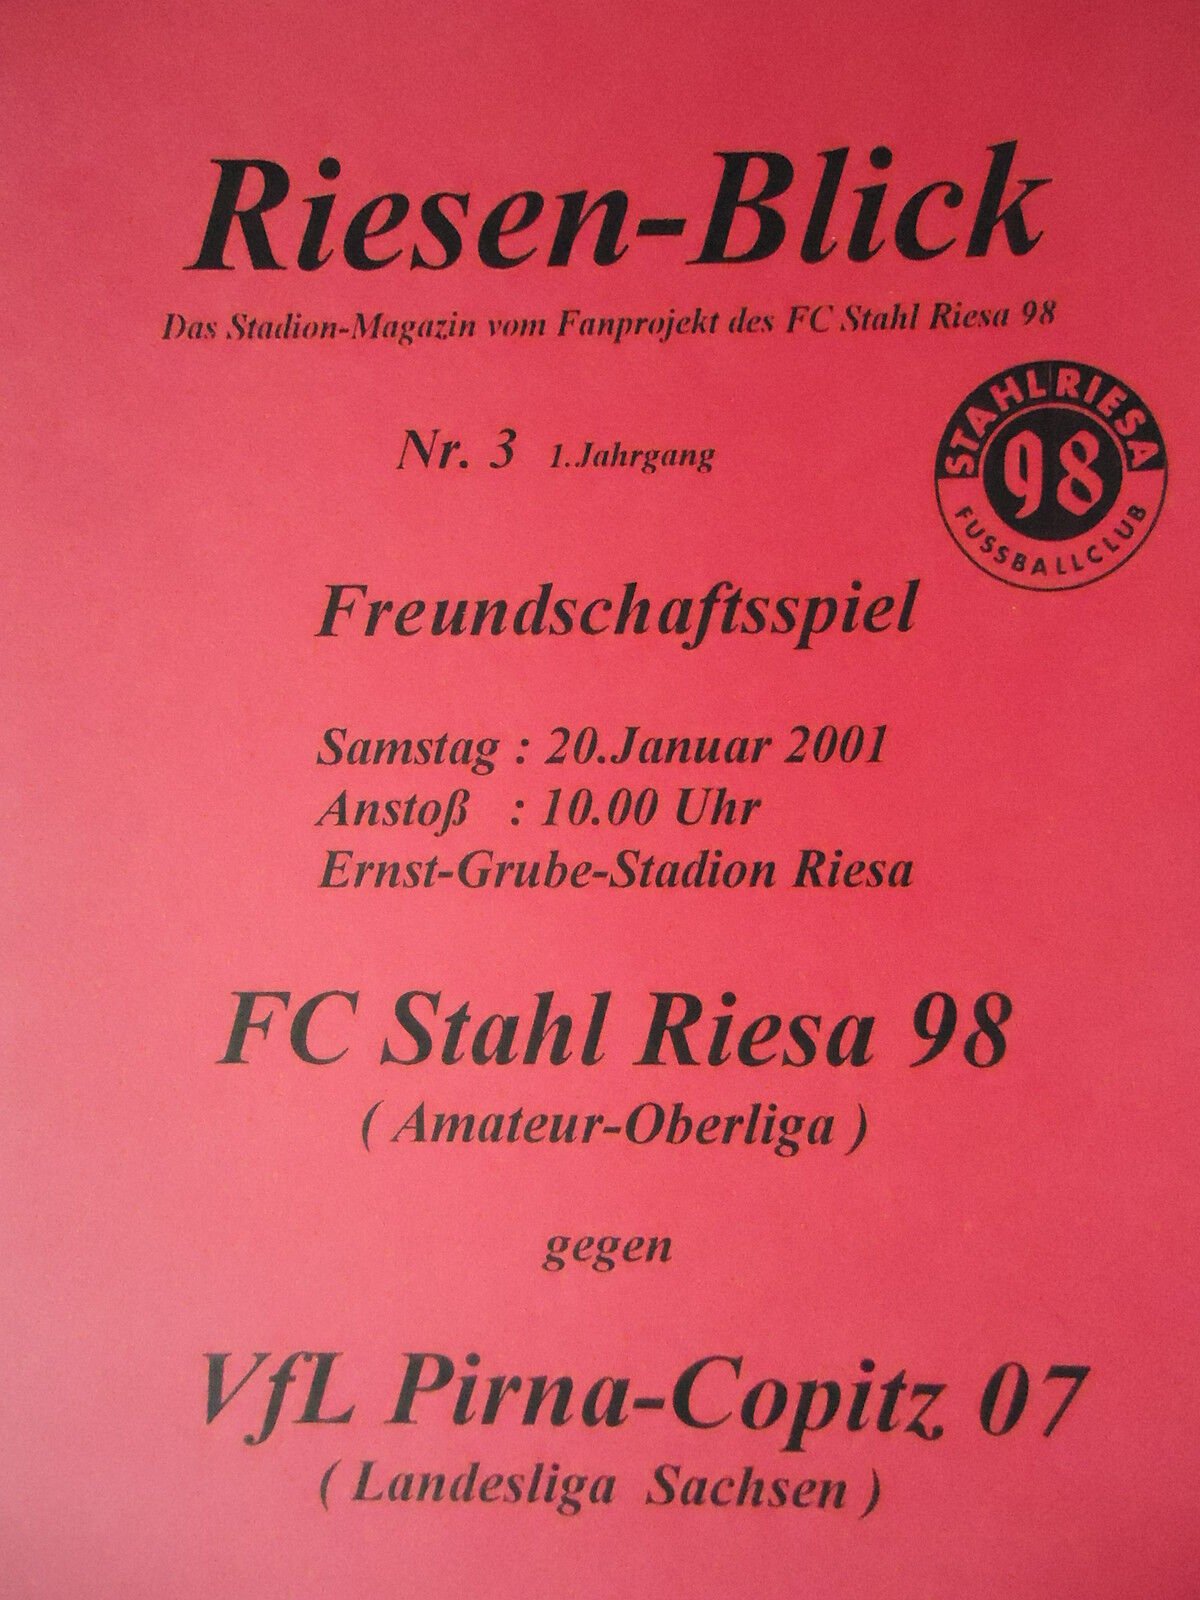 Riesen-Blick
Das Stadion-Magazin vom Fanprojekt des FC Stahl Riesa 98
Nr. 3 1.Jahrgang
STAHL RIESA
98
FUSSBALLCLUB
Freundschaftsspiel
Samstag : 20.Januar 2001
Anstoß : 10.00 Uhr
Ernst-Grube-Stadion Riesa
FC Stahl Riesa 98
( Amateur-Oberliga )
gegen
VfL Pirna-Copitz 07
( Landesliga Sachsen )